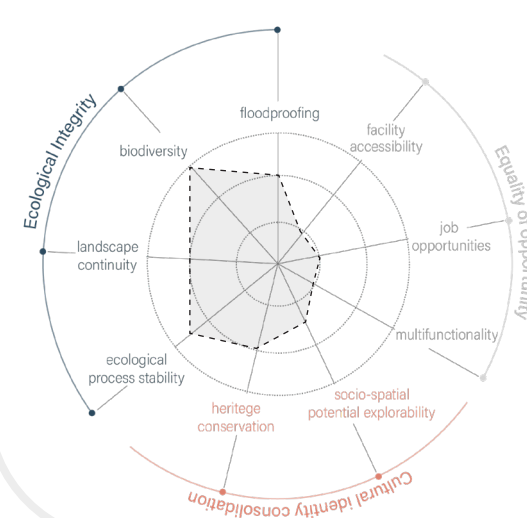 floodproofing
facility
accessibility
job
opportunities
multifunctionality
socio-spatial
potential explorability
heritege
conservation
ecological
process stability
landscape
continuity
biodiversity
Ecological Integrity
Equality of opportunity
Cultural identity consolidation